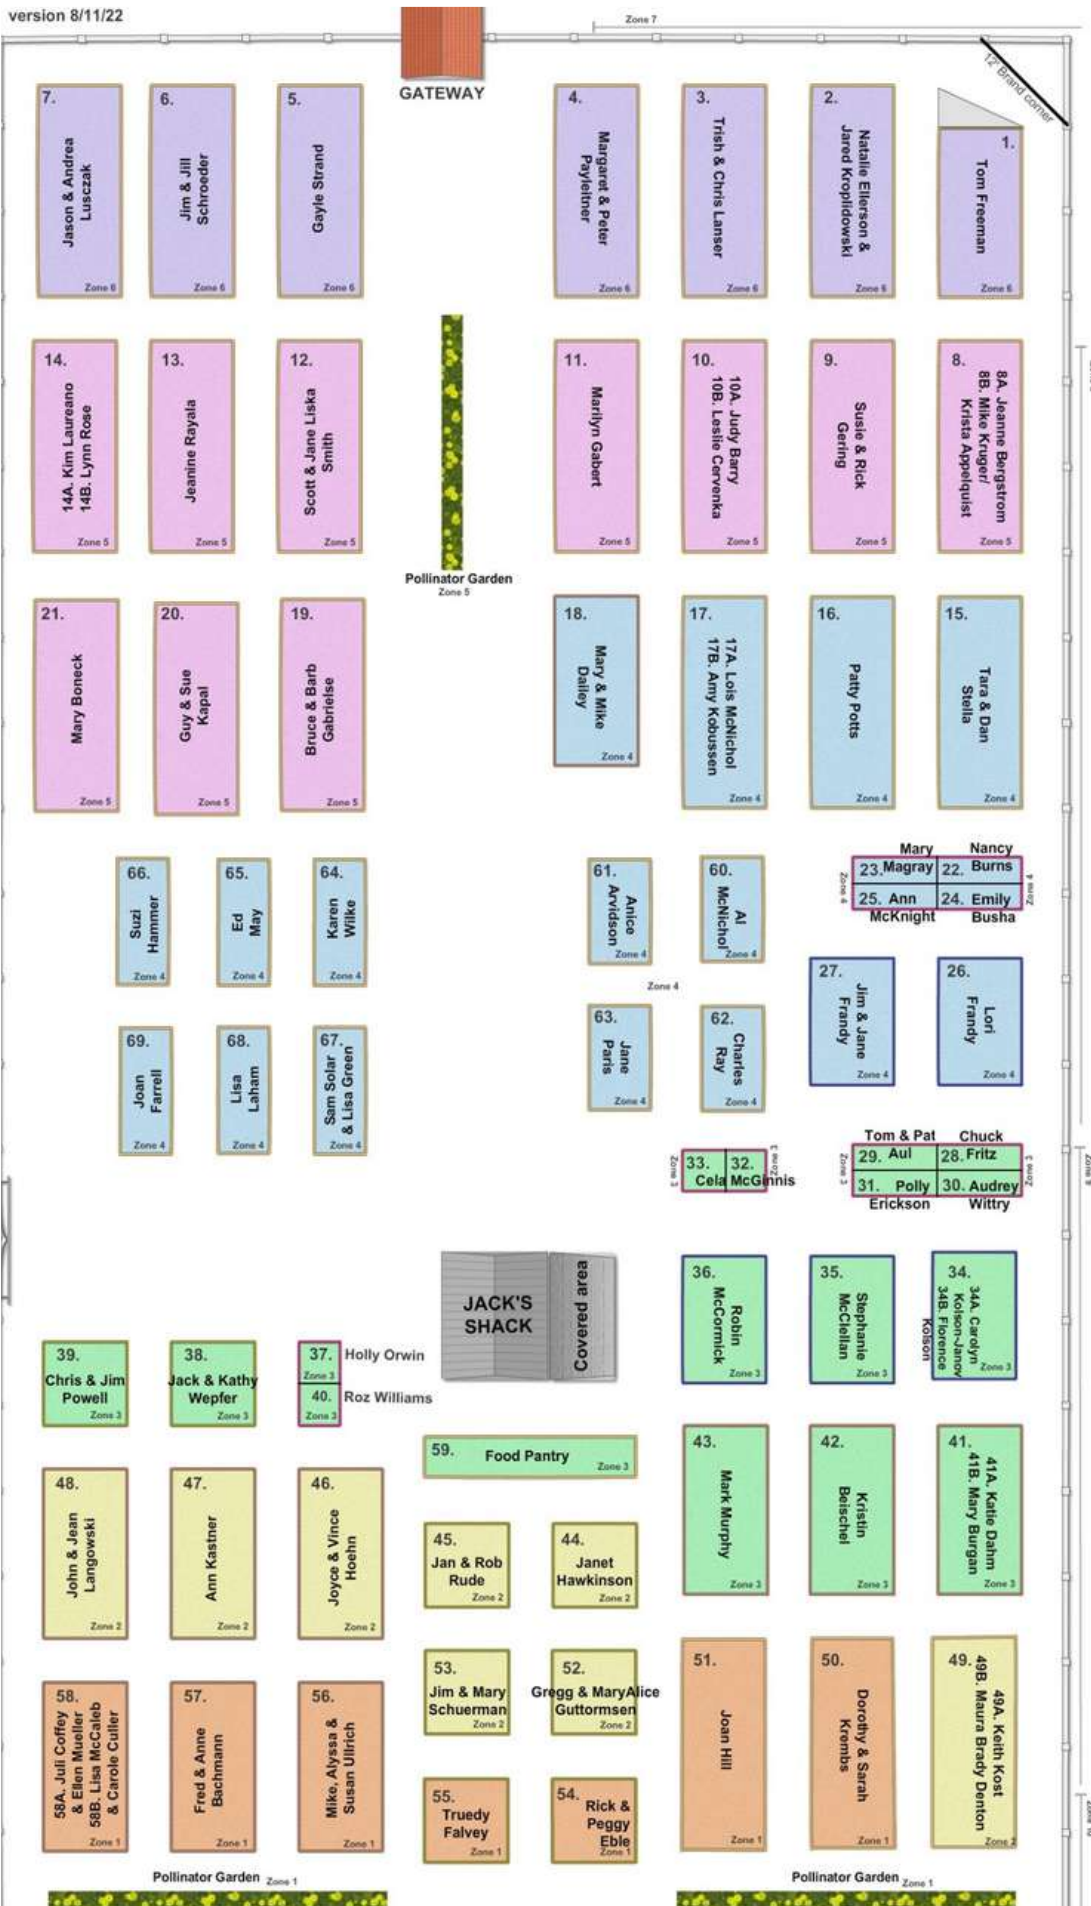 version 8/11/22
Zone 7
GATEWAY
12' Brand corner
7.
Jason & Andrea
Lusczak
Zone 6
6.
Jim & Jill
Schroeder
Zone 6
5.
Gayle Strand
Zone 6
4.
Margaret & Peter
Payleitner
Zone 6
3.
Trish & Chris Lanser
Zone 6
2.
Natalie Ellerson &
Jared Kroplidowski
Zone 6
1.
Tom Freeman
Zone 6
14.
14A. Kim Laureano
14B. Lynn Rose
Zone 5
13.
Jeanine Rayala
Zone 5
12.
Scott & Jane Liska
Smith
Zone 5
Pollinator Garden
Zone 5
11.
Marilyn Gabert
Zone 5
10.
10A. Judy Barry
10B. Leslie Cervenka
Zone 5
9.
Susie & Rick
Gering
Zone 5
8.
8A. Jeanne Bergstrom
8B. Mike Kruger/
Krista Appelquist
Zone 5
21.
Mary Boneck
Zone 5
20.
Guy & Sue
Kapal
Zone 5
19.
Bruce & Barb
Gabrielse
Zone 5
18.
Mary & Mike
Dailey
Zone 4
17.
17A. Lois McNichol
17B. Amy Kobussen
Zone 4
16.
Patty Potts
Zone 4
15.
Tara & Dan
Stella
Zone 4
66.
Suzi
Hammer
Zone 4
65.
Ed
May
Zone 4
64.
Karen
Wilke
Zone 4
61.
Anice
Arvidson
Zone 4
60.
Al
McNichol
Zone 4
Mary
23. Magray
Zone 4
Nancy
22. Burns
Zone 4
25. Ann
McKnight
24. Emily
Busha
Zone 4
69.
Joan
Farrell
Zone 4
68.
Lisa
Laham
Zone 4
67.
Sam Solar
& Lisa Green
Zone 4
63.
Jane
Paris
Zone 4
62.
Charles
Ray
Zone 4
27.
Jim & Jane
Frandy
Zone 4
26.
Lori
Frandy
Zone 4
Zone 3
33. 32.
Cela McGinnis
Zone 3
Tom & Pat
29. Aul
Zone 3
Chuck
28. Fritz
Zone 3
31. Polly
Erickson
30. Audrey
Wittry
Zone 8
JACK'S
SHACK
Covered area
36.
Robin
McCormick
Zone 3
35.
Stephanie
McClellan
Zone 3
34.
34A. Carolyn
Kolson-Janov
34B. Florence
Kolson
Zone 3
39.
Chris & Jim
Powell
Zone 3
38.
Jack & Kathy
Wepfer
Zone 3
37. Holly Orwin
Zone 3
40. Roz Williams
Zone 3
59. Food Pantry
Zone 3
43.
Mark Murphy
Zone 3
42.
Kristin
Beischel
Zone 3
41.
41A. Katie Dahm
41B. Mary Burgan
Zone 3
48.
John & Jean
Langowski
Zone 2
47.
Ann Kastner
Zone 2
46.
Joyce & Vince
Hoehn
Zone 2
45.
Jan & Rob
Rude
Zone 2
44.
Janet
Hawkinson
Zone 2
53.
Jim & Mary
Schuerman
Zone 2
52.
Gregg & MaryAlice
Guttormsen
Zone 2
51.
Joan Hill
Zone 1
50.
Dorothy & Sarah
Krembs
Zone 1
49.
49A. Keith Kost
49B. Maura Brady Denton
Zone 2
58.
58A. Juli Coffey
& Ellen Mueller
58B. Lisa McCaleb
& Carole Culler
Zone 1
57.
Fred & Anne
Bachmann
Zone 1
56.
Mike, Alyssa &
Susan Ullrich
Zone 1
55.
Truedy
Falvey
Zone 1
54.
Rick &
Peggy
Eble
Zone 1
Pollinator Garden Zone 1
Pollinator Garden Zone 1